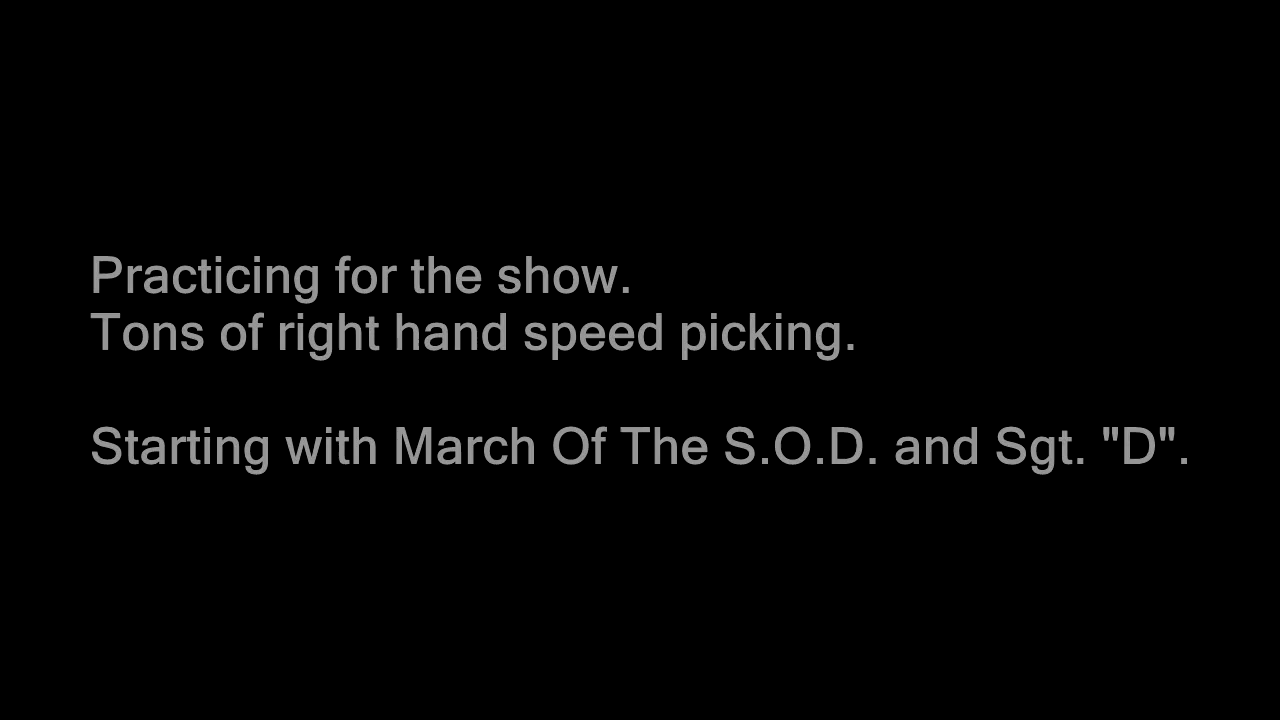 Practicing for the show.
Tons of right hand speed picking.
Starting with March Of The S.O.D. and Sgt. "D".